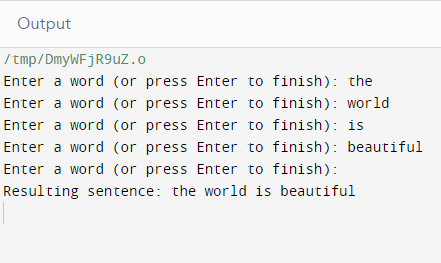 Output
/tmp/DmyWFjR9uZ.o
Enter a word (or press Enter to finish): the
Enter a word (or press Enter to finish): world
Enter a word (or press Enter to finish): is
Enter a word (or press Enter to finish): beautiful
Enter a word (or press Enter to finish):
Resulting sentence: the world is beautiful